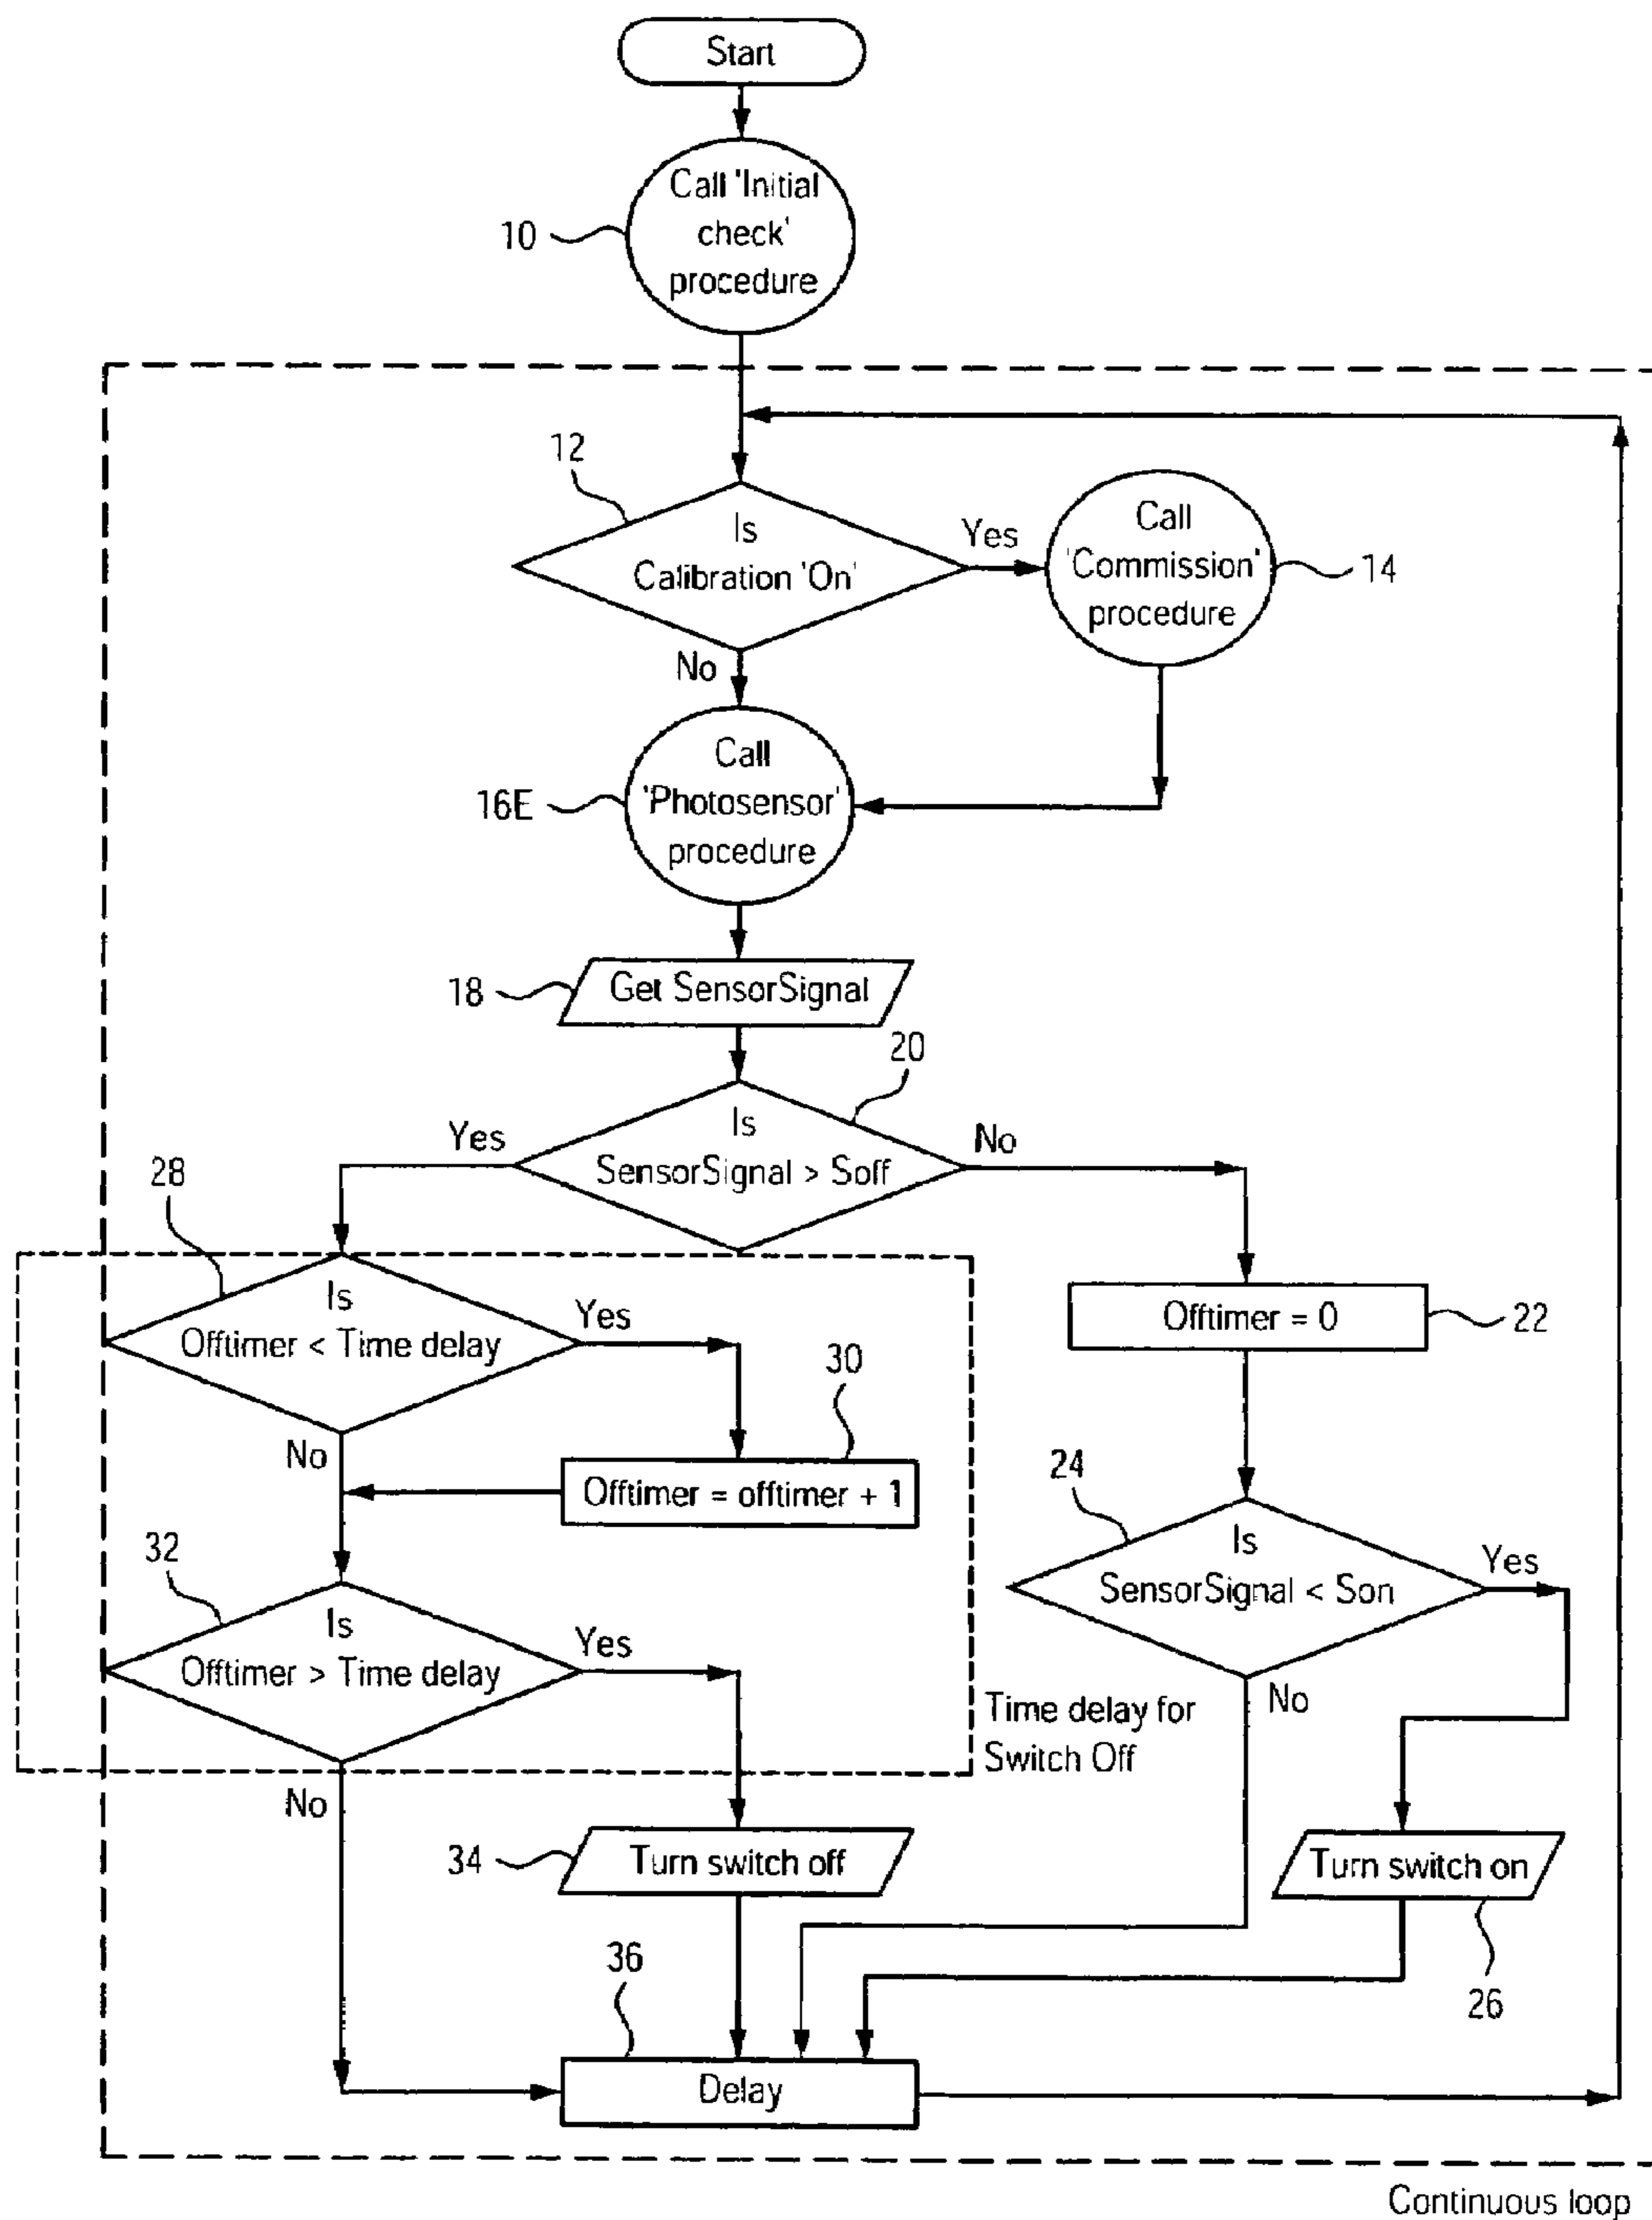 Start
Call 'Initial
check'
procedure
10
12
Is
Calibration 'On'
Yes
No
Call
'Commission'
procedure
14
Call
'Photosensor'
procedure
16E
Get SensorSignal
18
20
Is
SensorSignal > Soff
Yes
No
28
Is
Offtimer < Time delay
Yes
No
Offtimer = 0
22
30
Offtimer = offtimer + 1
24
Is
SensorSignal < Son
Yes
No
32
Is
Offtimer > Time delay
Yes
No
Time delay for
Switch Off
34
Turn switch off
Turn switch on
26
36
Delay
Continuous loop